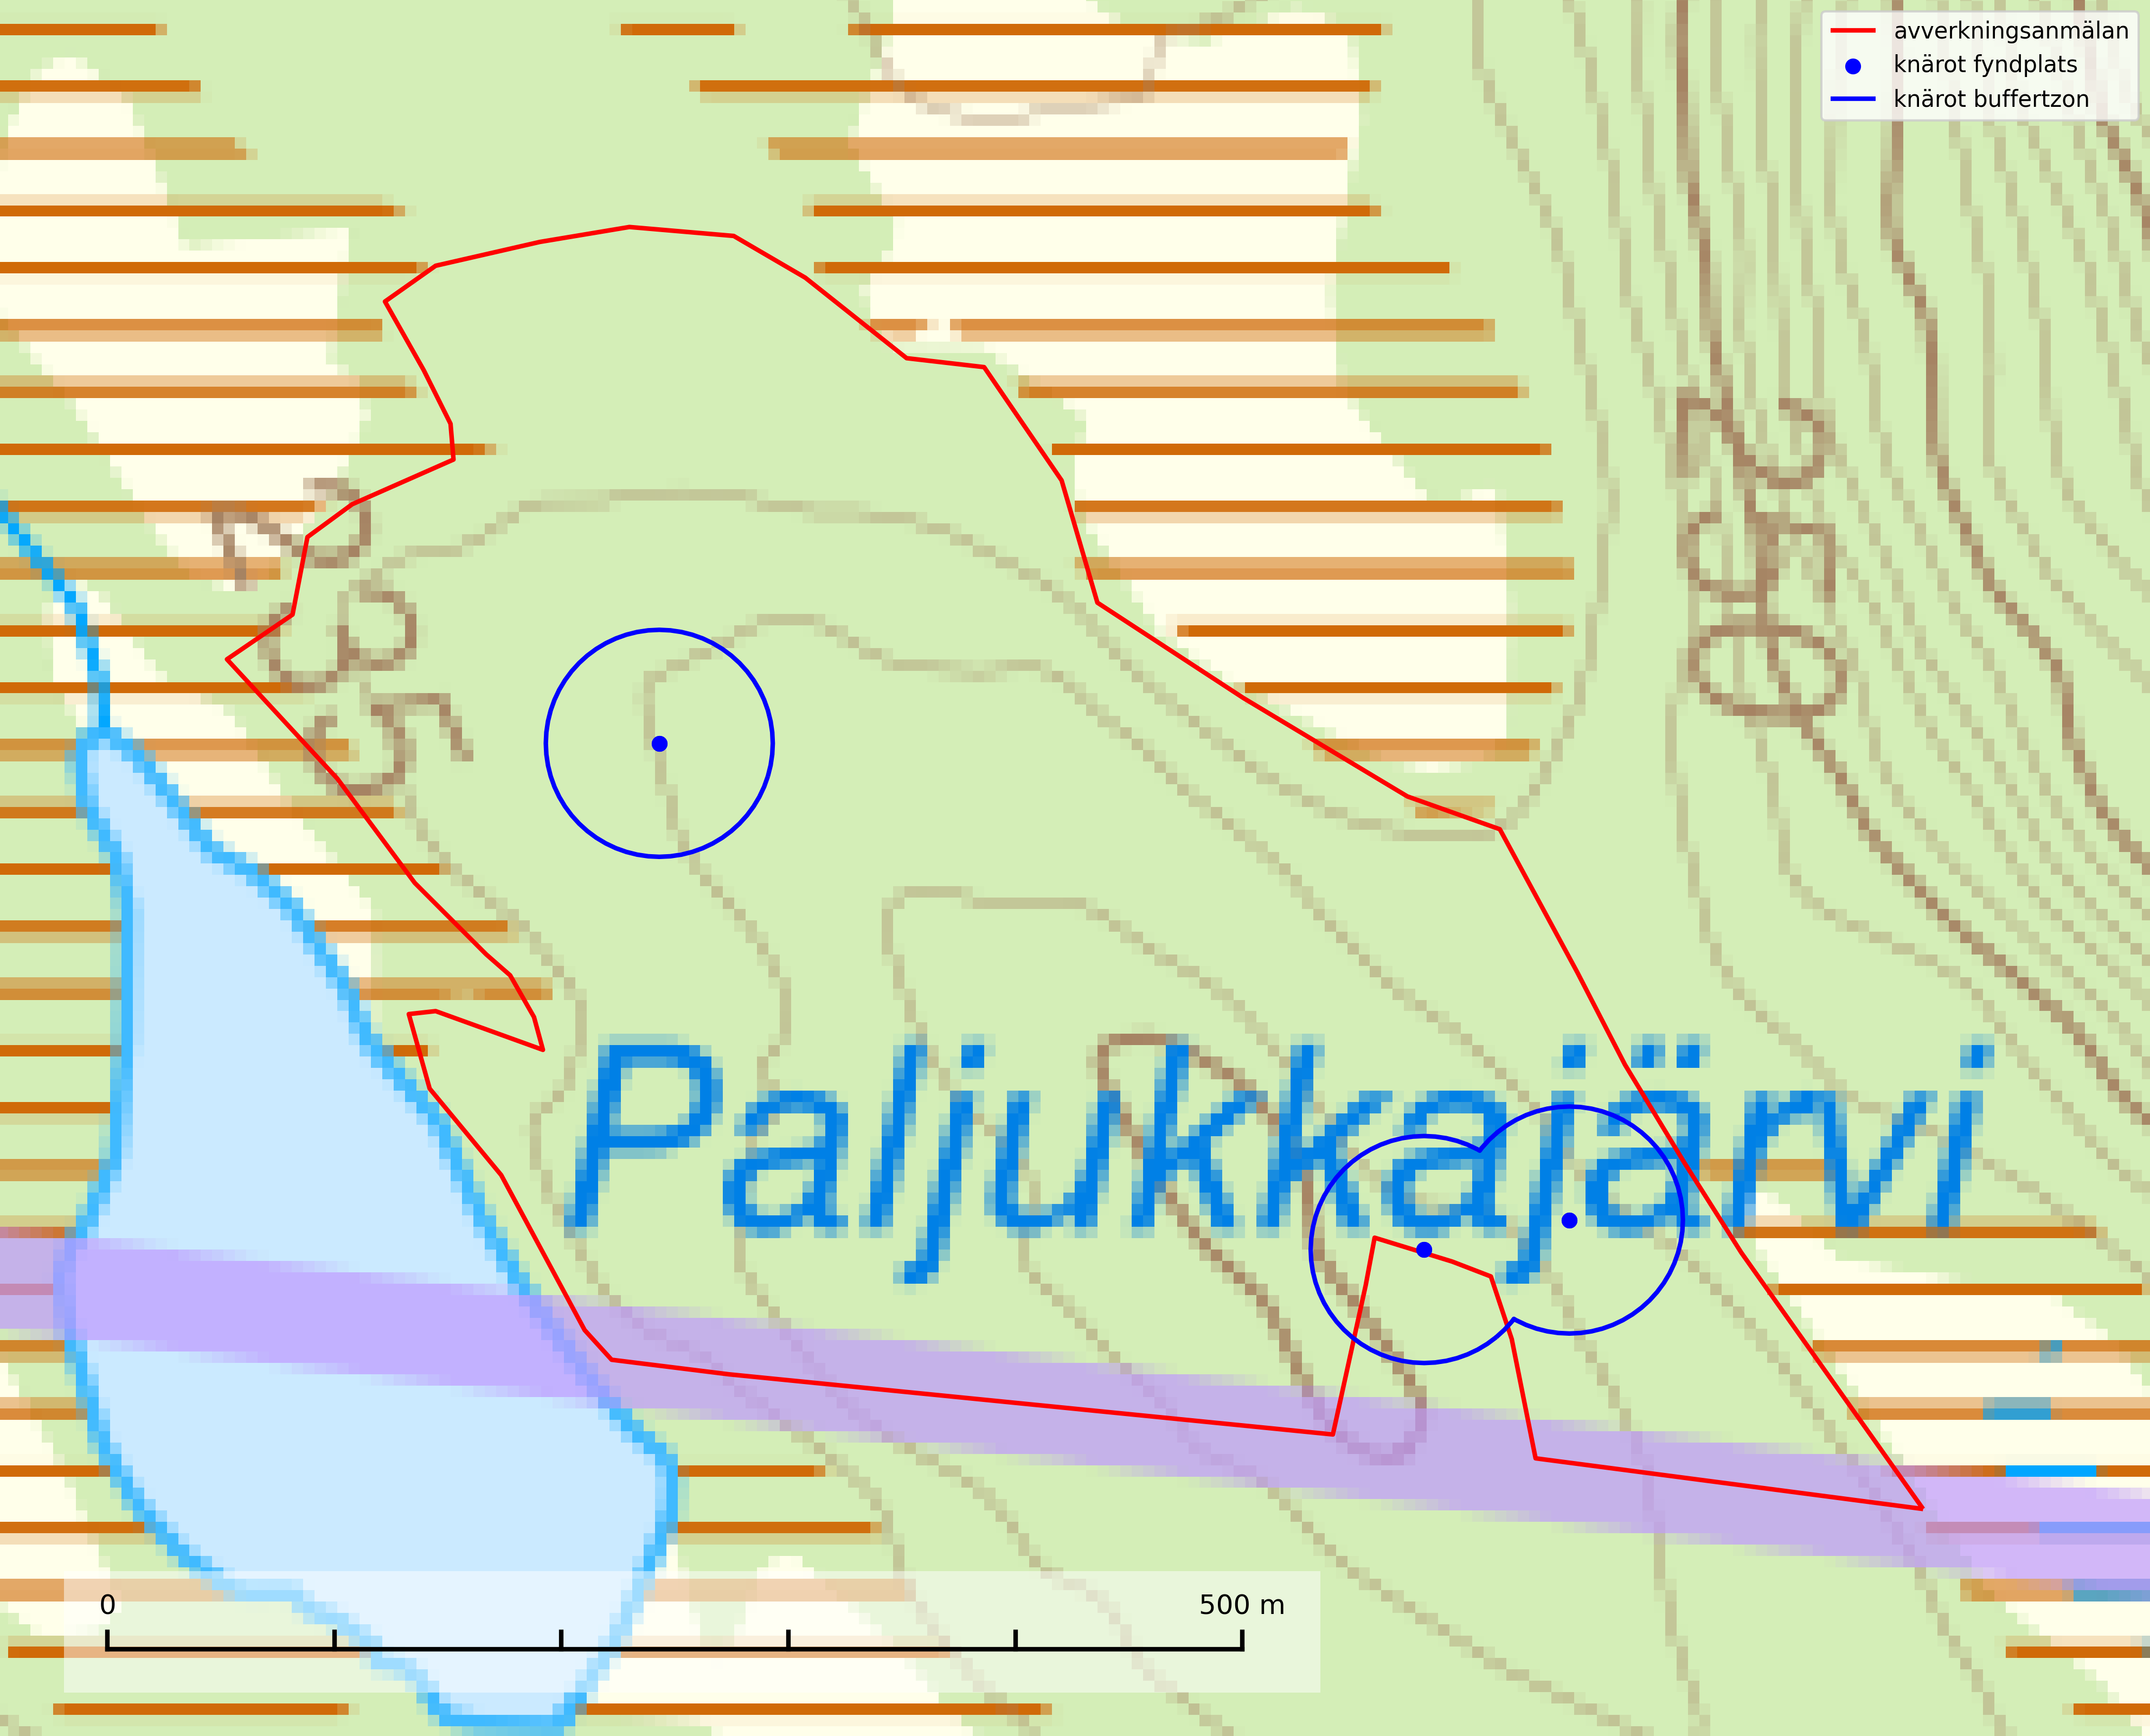 avverkningsanmälan
knärot fyndplats
knärot buffertzon
Paljukkajärvi
0 500 m